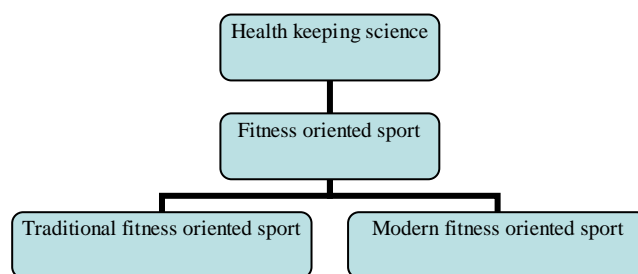 Health keeping science
Fitness oriented sport
Traditional fitness oriented sport
Modern fitness oriented sport